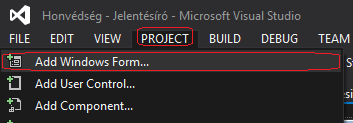 Honvédség - Jelentésíró - Microsoft Visual Studio
FILE EDIT VIEW PROJECT BUILD DEBUG TEAM
Add Windows Form...
Add User Control...
Add Component...